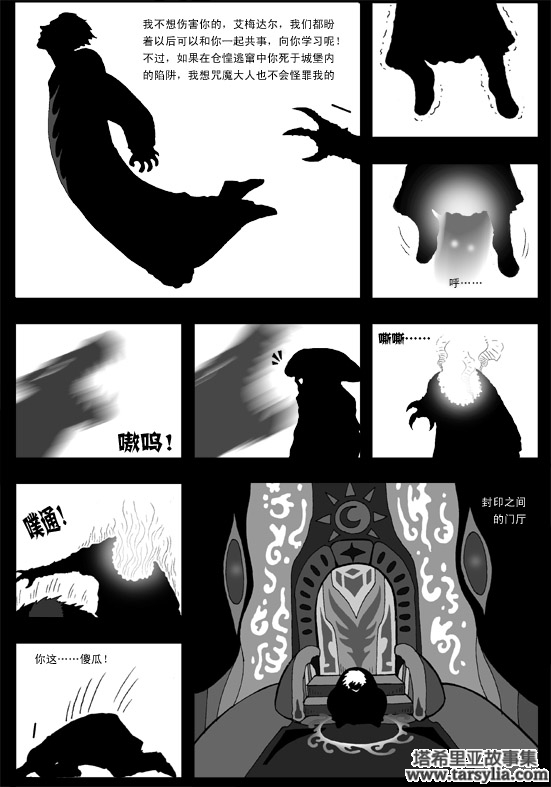 我不想伤害你的，艾梅达尔，我们都盼
着以后可以和你一起共事，向你学习呢！
不过，如果在仓惶逃窜中你死于城堡内
的陷阱，我想咒魔大人也不会怪罪我的
呼……
嗷呜！
嘶嘶……
噗通！
封印之间
的门厅
你这……傻瓜！
塔希里亚故事集
www.tarsylia.com